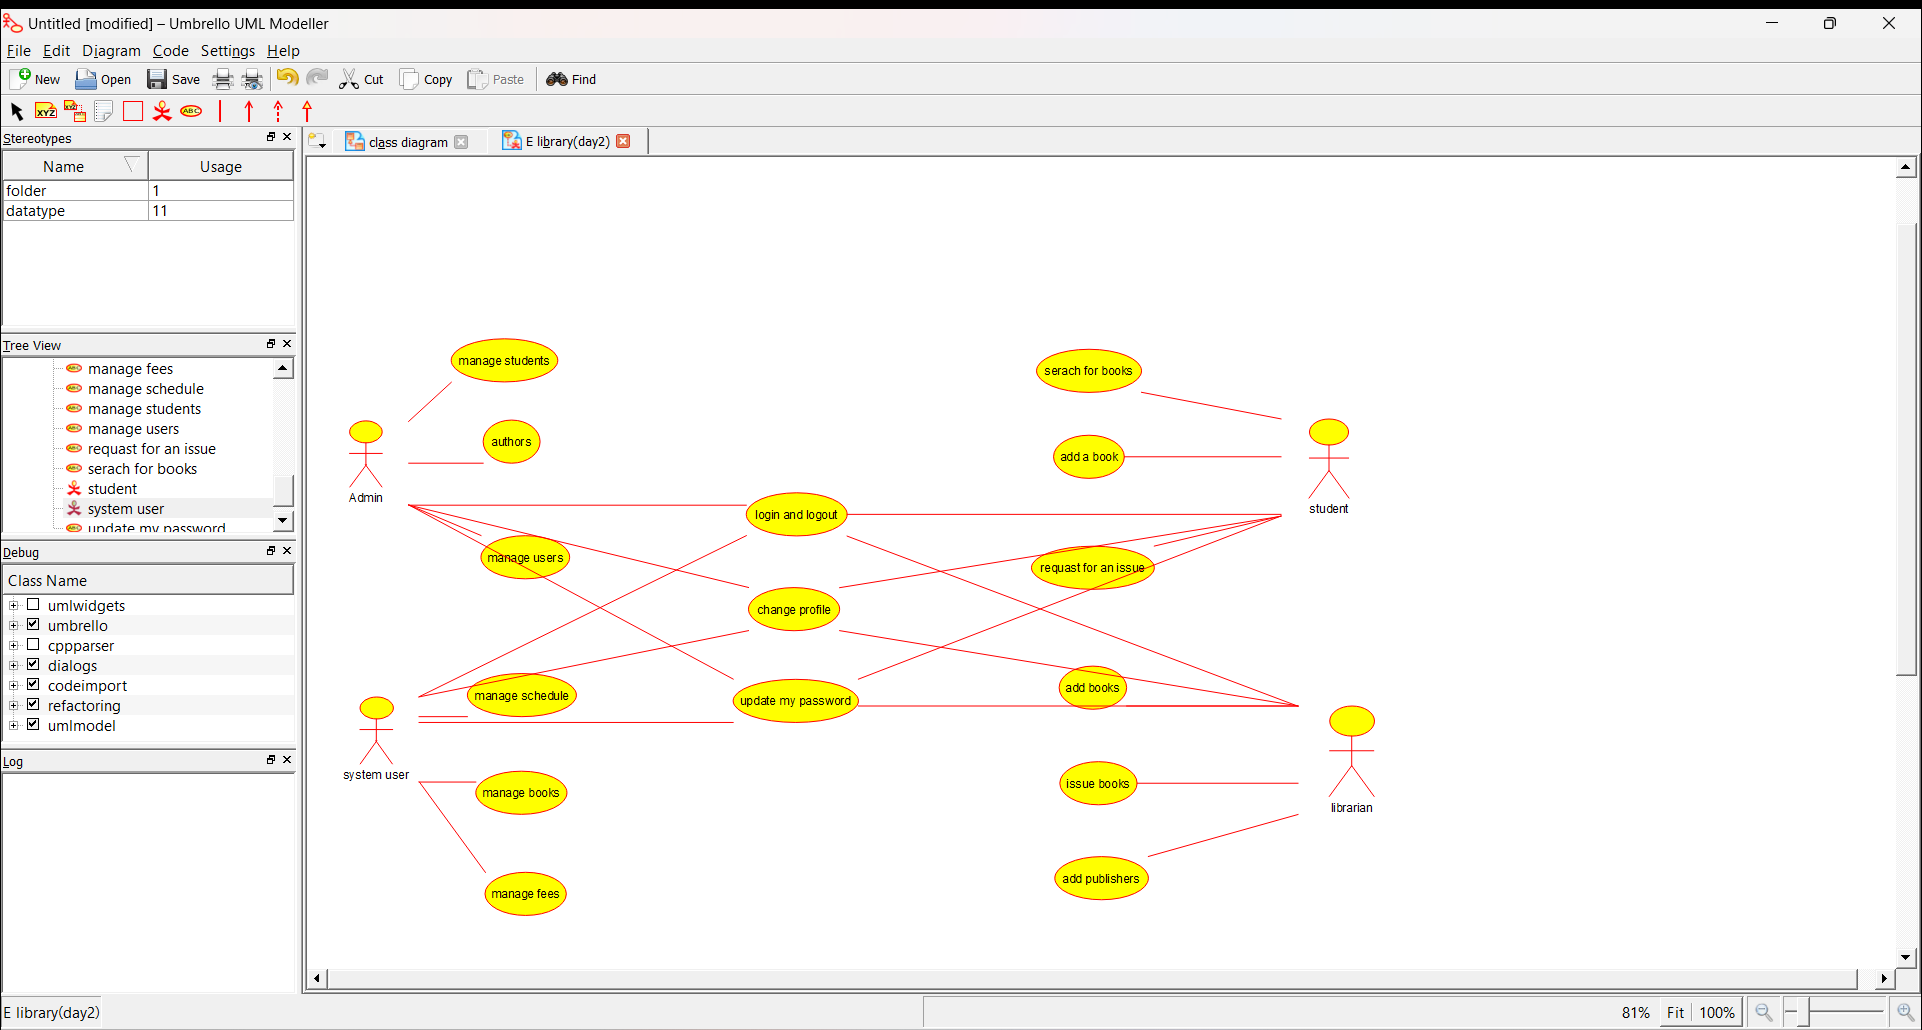 Untitled [modified] – Umbrello UML Modeller
File Edit Diagram Code Settings Help
New Open Save Cut Copy Paste Find
XYZ XYZ ABC
Stereotypes
class diagram E library(day2)
Name Usage
folder 1
datatype 11
Tree View
manage fees
manage schedule
manage students
manage users
requast for an issue
serach for books
student
system user
update my password
Debug
Class Name
umlwidgets
umbrello
cppparser
dialogs
codeimport
refactoring
umlmodel
Log
manage students
serach for books
authors
add a book
Admin
student
login and logout
manage users
requast for an issue
change profile
manage schedule
update my password
add books
system user
manage books
issue books
librarian
manage fees
add publishers
E library(day2) 81% Fit 100%